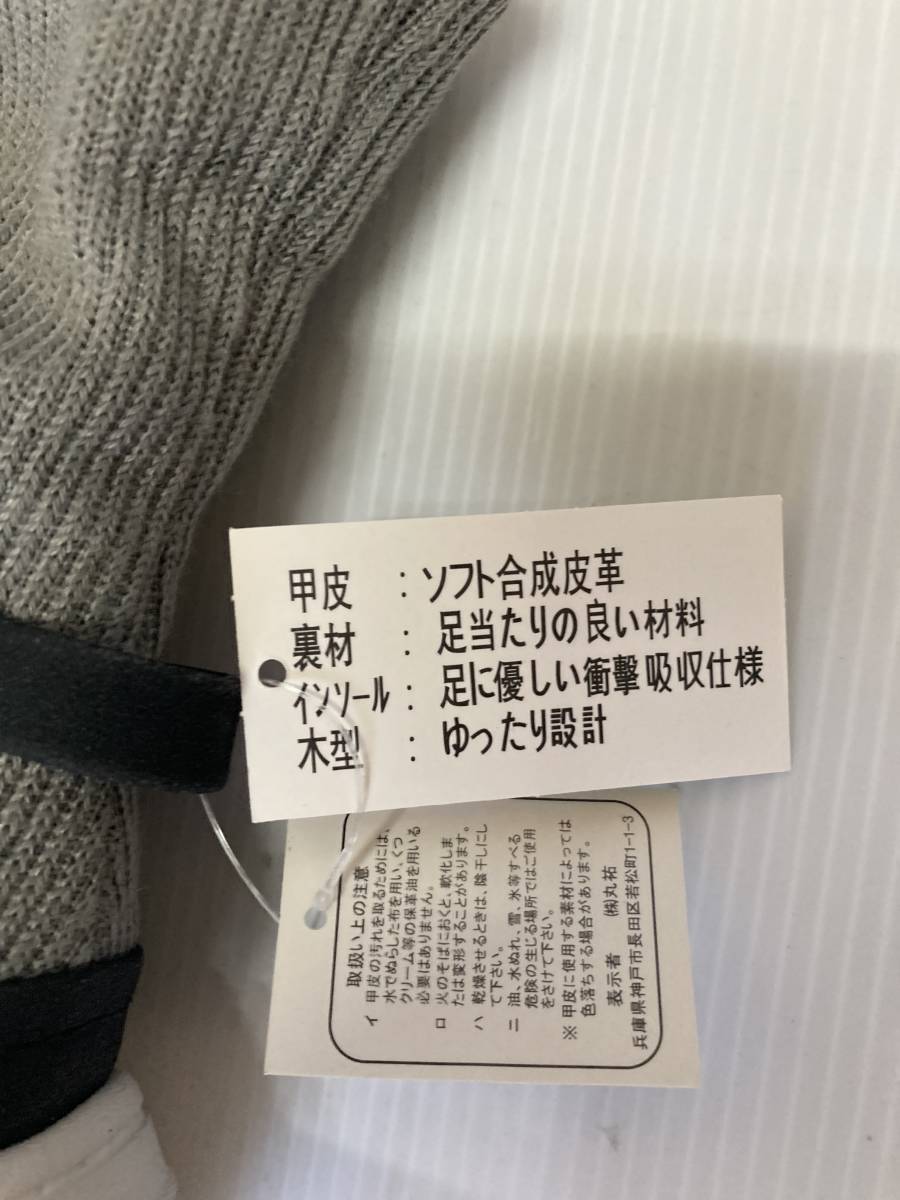 甲皮 : ソフト合成皮革
裏材 : 足当たりの良い材料
インソール : 足に優しい衝撃吸収仕様
木型 : ゆったり設計
取扱い上の注意
イ 甲皮の汚れを取るためには、
水でぬらした布を用い、くつ
クリーム等の保革油を用いる
必要はありません。
ロ 火のそばにおくと、軟化しま
たは変形することがあります。
ハ 乾燥させるときは、陰干しにし
て下さい。
ニ 油、水ぬれ、雪、氷等すべる
危険の生じる場所ではご使用
をさけて下さい。
※ 甲皮に使用する素材によっては
色落ちする場合があります。
表示者 (株)丸祐
兵庫県神戸市長田区若松町1-1-3